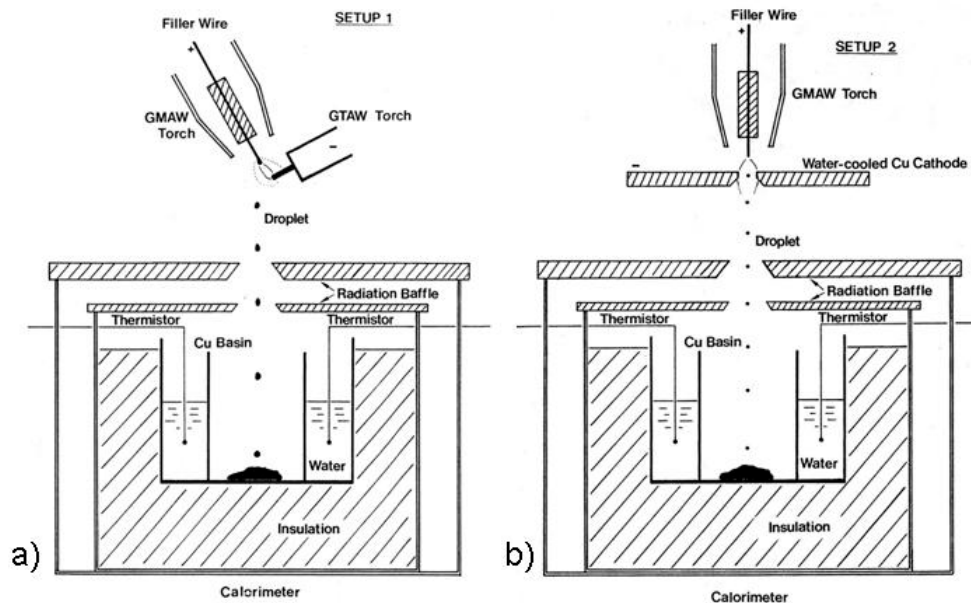 SETUP 1
Filler Wire
+
GMAW
Torch
GTAW Torch
-
Droplet
Radiation Baffle
Thermistor
Thermistor
Cu Basin
Water
Insulation
a)
Calorimeter
Filler Wire
+
SETUP 2
GMAW Torch
Water-cooled Cu Cathode
-
Droplet
Radiation Baffle
Thermistor
Thermistor
Cu Basin
Water
Insulation
b)
Calorimeter